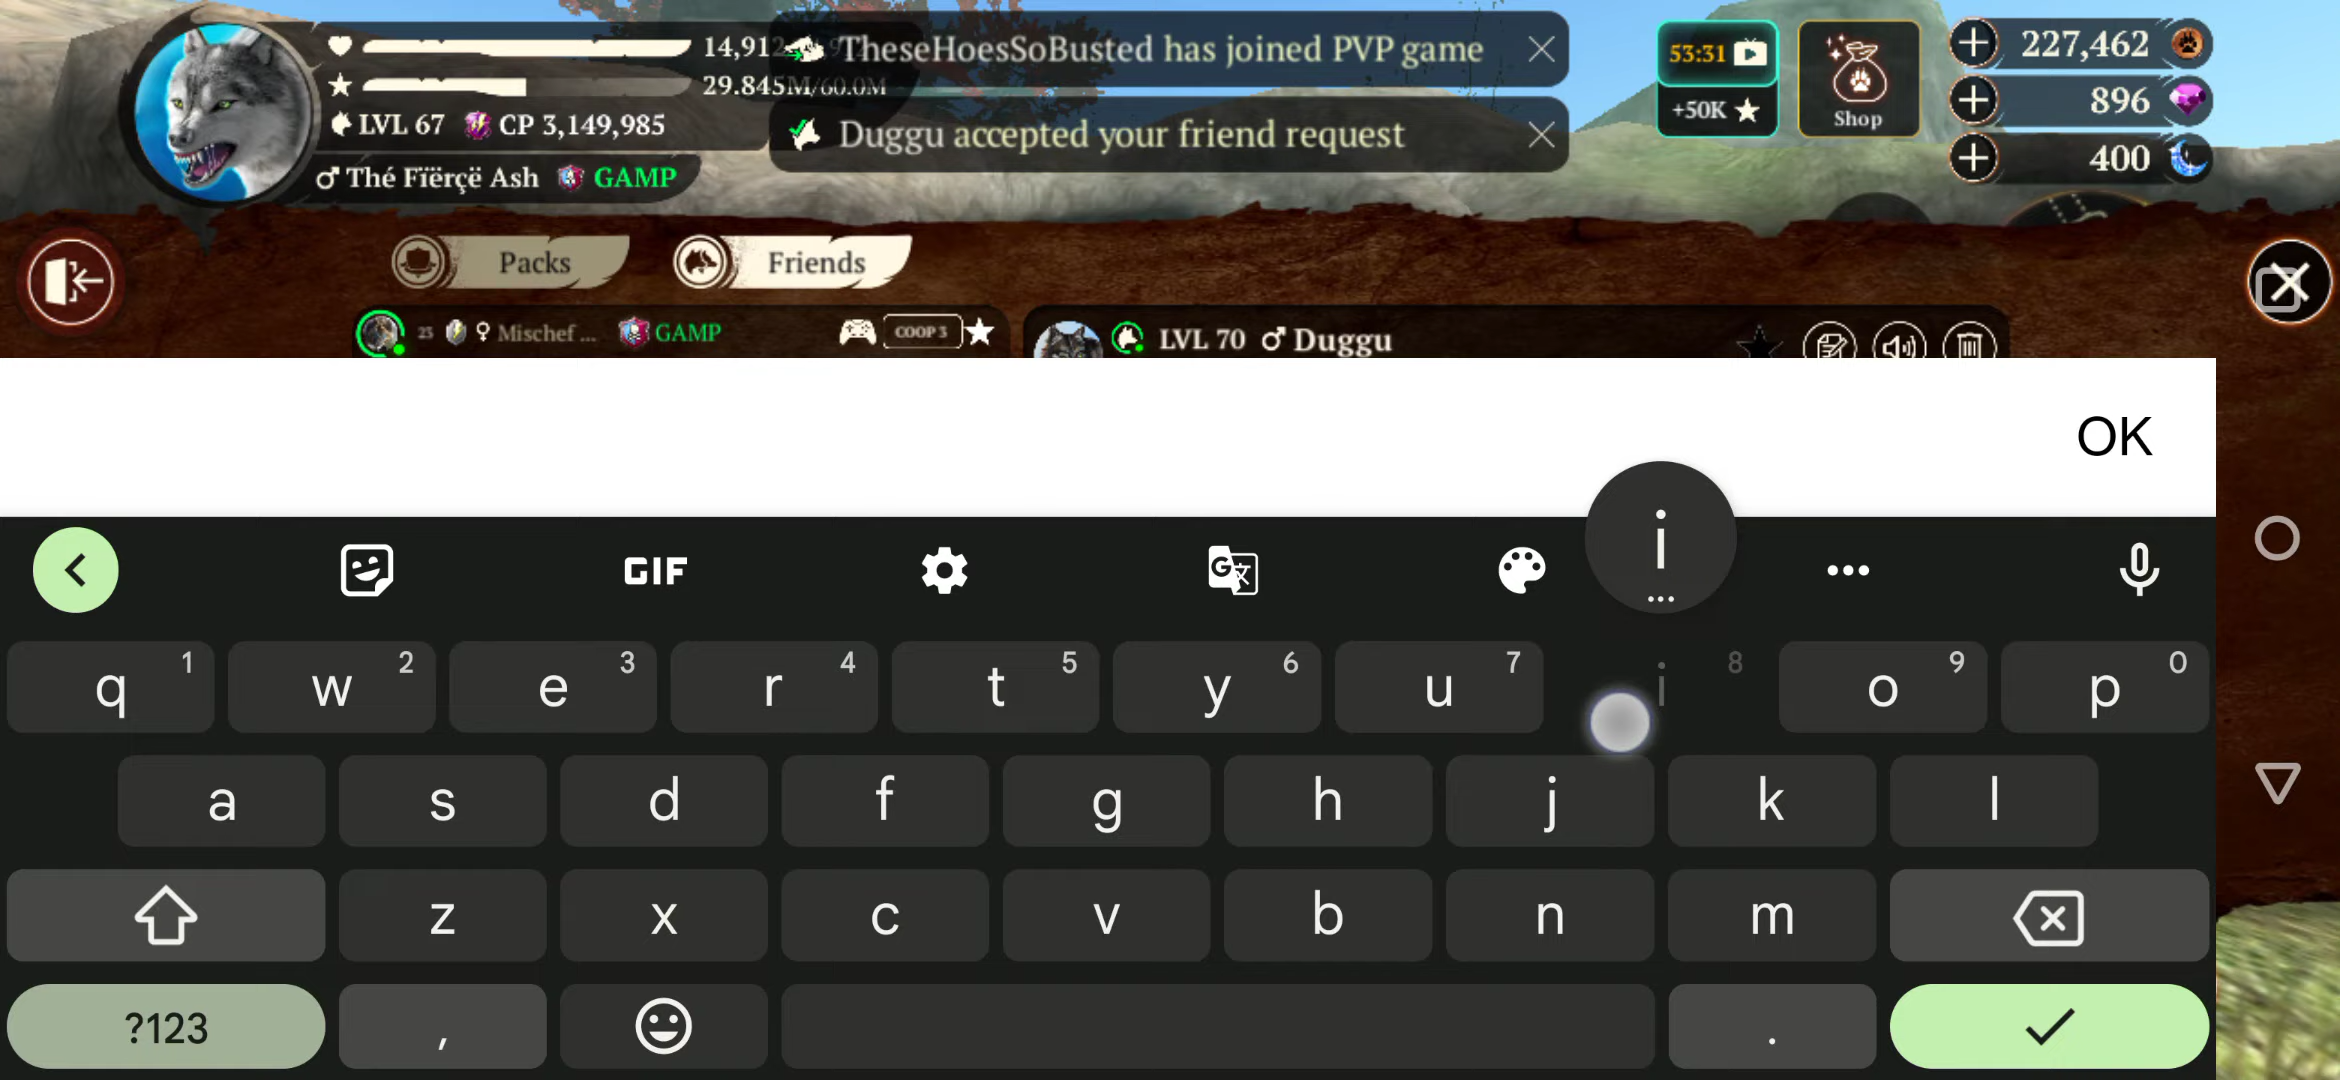 14,912
TheseHoesSoBusted has joined PVP game
29.845M/60.0M
LVL 67 CP 3,149,985
Duggu accepted your friend request
Thé Fïërçë Ash GAMP
53:31
+50K
Shop
227,462
896
400
Packs
Friends
23 Mischef ... GAMP COOP 3
LVL 70 Duggu
OK
i
...
GIF
q 1 w 2 e 3 r 4 t 5 y 6 u 7 i 8 o 9 p 0
a s d f g h j k l
z x c v b n m
?123 , .